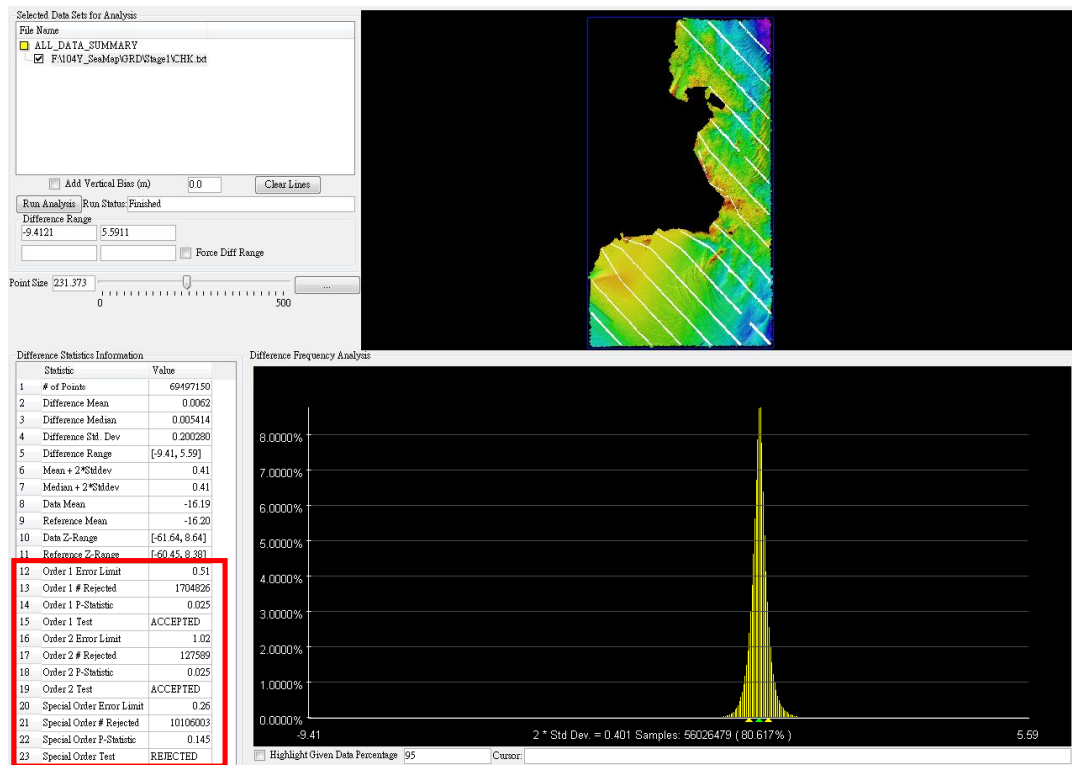 Selected Data Sets for Analysis
File Name
ALL_DATA_SUMMARY
F:\104Y_SeaMap\GRD\Stage1\CHK.txt
Add Vertical Bias (m) 0.0 Clear Lines
Run Analysis Run Status: Finished
Difference Range
-9.4121 5.5911
Force Diff Range
Point Size 231.373 ...
0 500
Difference Statistics Information
Statistic Value
1 # of Points 69497150
2 Difference Mean 0.0062
3 Difference Median 0.005414
4 Difference Std. Dev 0.200280
5 Difference Range [-9.41, 5.59]
6 Mean + 2*Stddev 0.41
7 Median + 2*Stddev 0.41
8 Data Mean -16.19
9 Reference Mean -16.20
10 Data Z-Range [-61.64, 8.64]
11 Reference Z-Range [-60.45, 8.38]
12 Order 1 Error Limit 0.51
13 Order 1 # Rejected 1704826
14 Order 1 P-Statistic 0.025
15 Order 1 Test ACCEPTED
16 Order 2 Error Limit 1.02
17 Order 2 # Rejected 127589
18 Order 2 P-Statistic 0.025
19 Order 2 Test ACCEPTED
20 Special Order Error Limit 0.26
21 Special Order # Rejected 10106003
22 Special Order P-Statistic 0.145
23 Special Order Test REJECTED
Difference Frequency Analysis
8.0000%
7.0000%
6.0000%
5.0000%
4.0000%
3.0000%
2.0000%
1.0000%
0.0000%
-9.41 2 * Std Dev. = 0.401 Samples: 56026479 ( 80.617% ) 5.59
Highlight Given Data Percentage 95 Cursor: